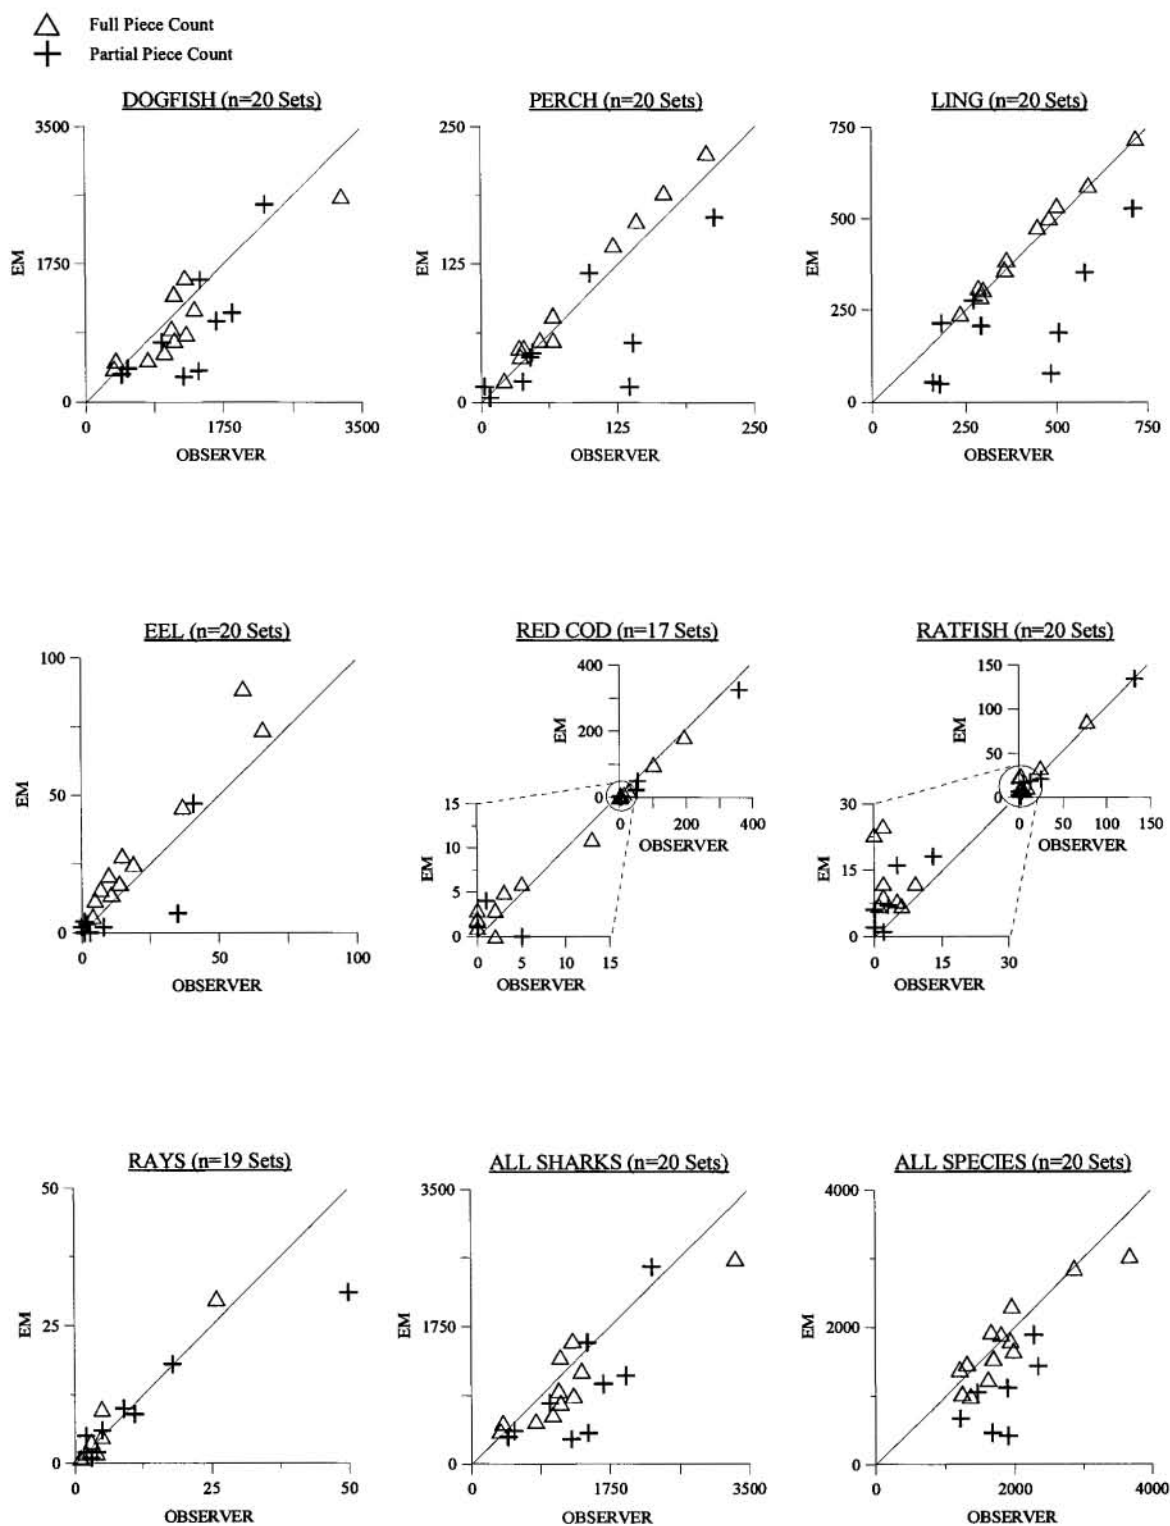 Full Piece Count
Partial Piece Count
DOGFISH (n=20 Sets)
3500
1750
0
EM
0 1750 3500
OBSERVER
PERCH (n=20 Sets)
250
125
0
EM
0 125 250
OBSERVER
LING (n=20 Sets)
750
500
250
0
EM
0 250 500 750
OBSERVER
EEL (n=20 Sets)
100
50
0
EM
0 50 100
OBSERVER
RED COD (n=17 Sets)
400
200
0
EM
0 200 400
OBSERVER
15
10
5
0
EM
0 5 10 15
OBSERVER
RATFISH (n=20 Sets)
150
100
50
0
EM
0 50 100 150
OBSERVER
30
15
0
EM
0 15 30
OBSERVER
RAYS (n=19 Sets)
50
25
0
EM
0 25 50
OBSERVER
ALL SHARKS (n=20 Sets)
3500
1750
0
EM
0 1750 3500
OBSERVER
ALL SPECIES (n=20 Sets)
4000
2000
0
EM
0 2000 4000
OBSERVER